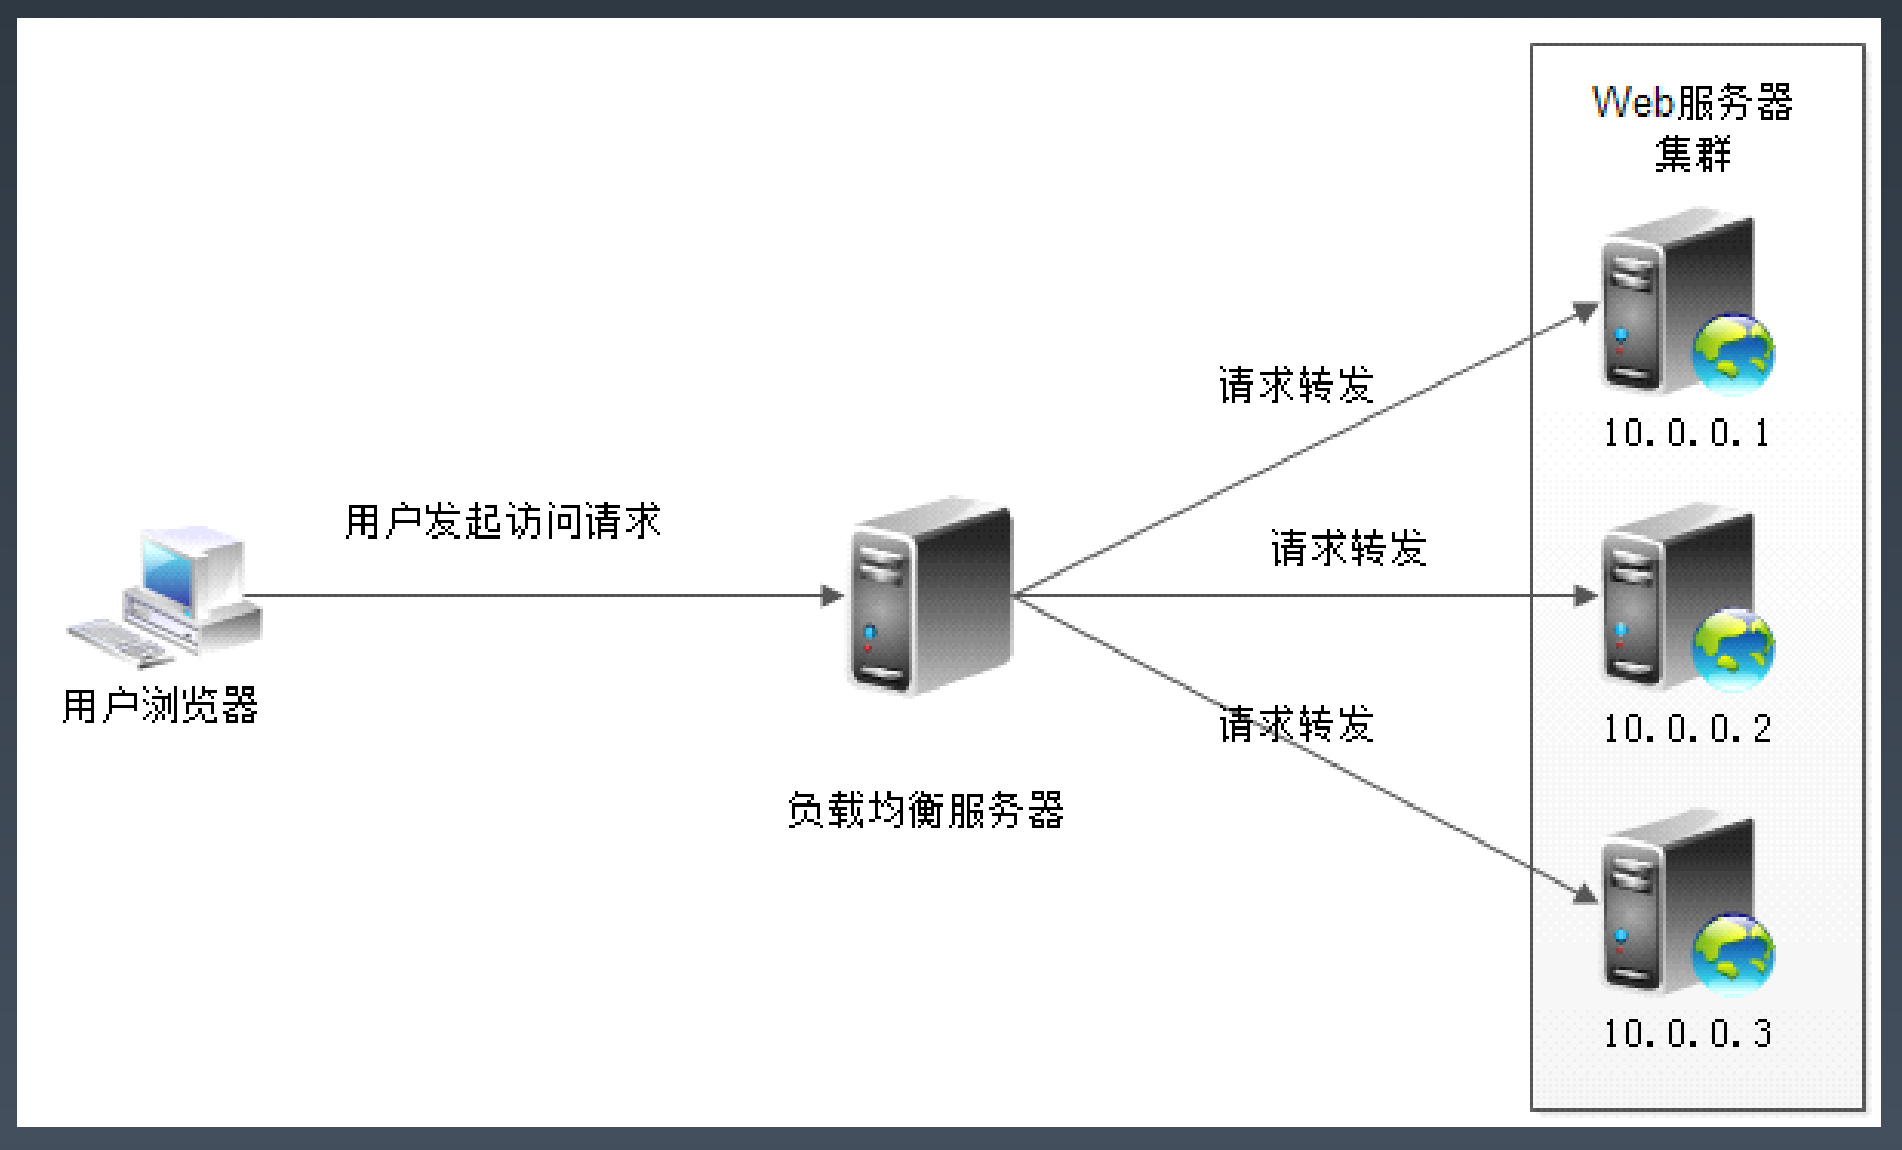 Web服务器
集群
请求转发
10.0.0.1
用户发起访问请求
请求转发
用户浏览器
请求转发
10.0.0.2
负载均衡服务器
10.0.0.3